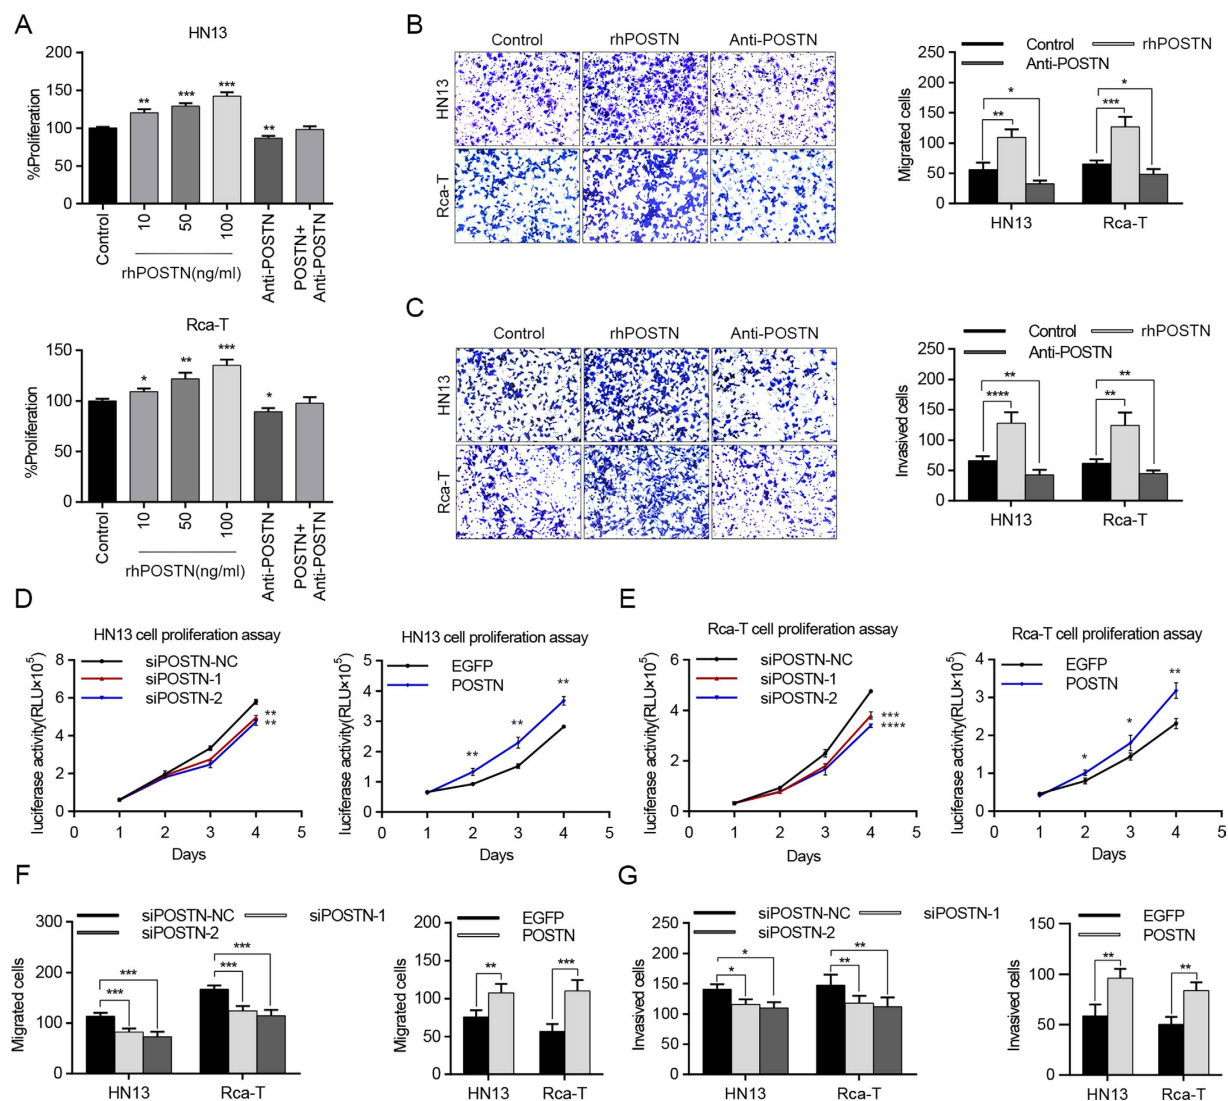 A
HN13
%Proliferation
200
150
100
50
0
**
***
***
**
Control
10
50
100
rhPOSTN(ng/ml)
Anti-POSTN
POSTN+
Anti-POSTN
Rca-T
%Proliferation
150
100
50
0
*
**
***
*
Control
10
50
100
rhPOSTN(ng/ml)
Anti-POSTN
POSTN+
Anti-POSTN
B
Control
rhPOSTN
Anti-POSTN
HN13
Rca-T
Control
rhPOSTN
Anti-POSTN
Migrated cells
250
200
150
100
50
0
*
**
*
***
HN13
Rca-T
C
Control
rhPOSTN
Anti-POSTN
HN13
Rca-T
Control
rhPOSTN
Anti-POSTN
Invasived cells
250
200
150
100
50
0
**
****
**
**
HN13
Rca-T
D
HN13 cell proliferation assay
siPOSTN-NC
siPOSTN-1
siPOSTN-2
luciferase activity(RLU×10⁵)
8
6
4
2
0
**
**
0 1 2 3 4 5
Days
HN13 cell proliferation assay
EGFP
POSTN
luciferase activity(RLU×10⁵)
5
4
3
2
1
0
**
**
**
0 1 2 3 4 5
Days
E
Rca-T cell proliferation assay
siPOSTN-NC
siPOSTN-1
siPOSTN-2
luciferase activity(RLU×10⁵)
6
4
2
0
***
****
0 1 2 3 4 5
Days
Rca-T cell proliferation assay
EGFP
POSTN
luciferase activity(RLU×10⁵)
4
3
2
1
0
*
*
**
0 1 2 3 4 5
Days
F
siPOSTN-NC
siPOSTN-1
siPOSTN-2
Migrated cells
300
200
100
0
***
***
***
***
HN13
Rca-T
EGFP
POSTN
Migrated cells
200
150
100
50
0
**
***
HN13
Rca-T
G
siPOSTN-NC
siPOSTN-1
siPOSTN-2
Invasived cells
250
200
150
100
50
0
*
*
**
**
HN13
Rca-T
EGFP
POSTN
Invasived cells
150
100
50
0
**
**
HN13
Rca-T